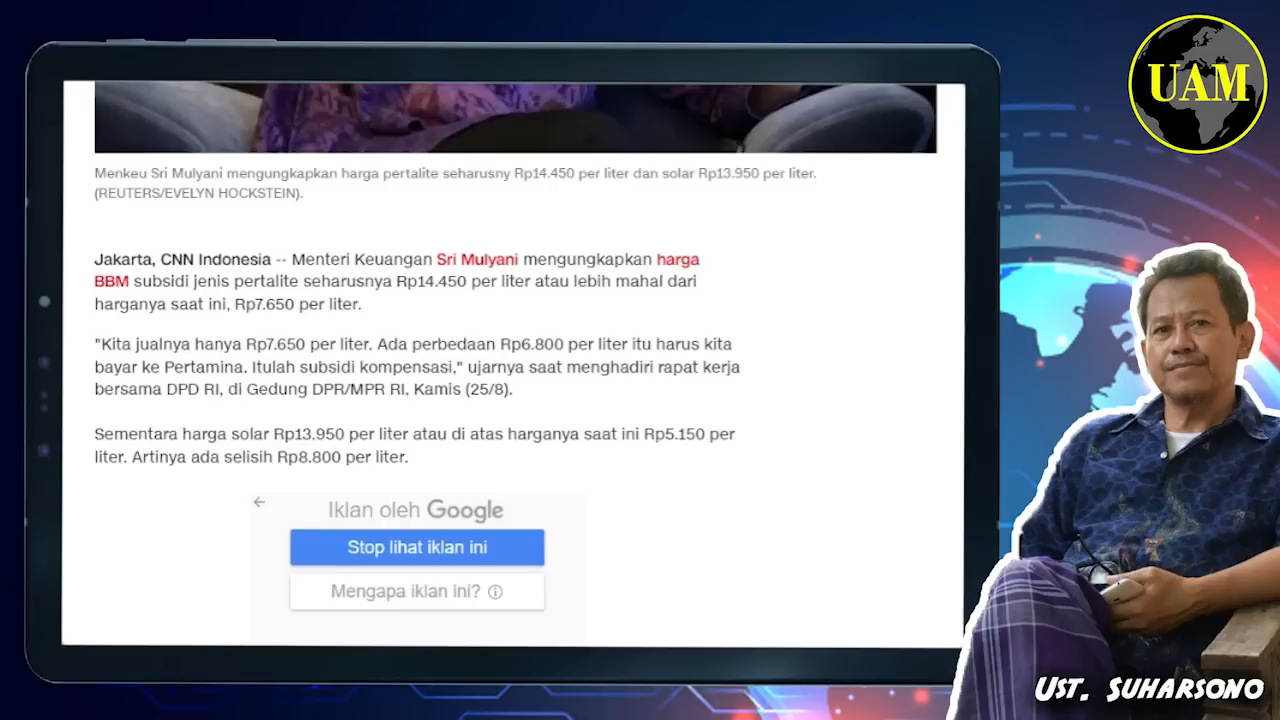 UAM
Menkeu Sri Mulyani mengungkapkan harga pertalite seharusny Rp14.450 per liter dan solar Rp13.950 per liter.
(REUTERS/EVELYN HOCKSTEIN).
Jakarta, CNN Indonesia -- Menteri Keuangan Sri Mulyani mengungkapkan harga
BBM subsidi jenis pertalite seharusnya Rp14.450 per liter atau lebih mahal dari
harganya saat ini, Rp7.650 per liter.
"Kita jualnya hanya Rp7.650 per liter. Ada perbedaan Rp6.800 per liter itu harus kita
bayar ke Pertamina. Itulah subsidi kompensasi," ujarnya saat menghadiri rapat kerja
bersama DPD RI, di Gedung DPR/MPR RI, Kamis (25/8).
Sementara harga solar Rp13.950 per liter atau di atas harganya saat ini Rp5.150 per
liter. Artinya ada selisih Rp8.800 per liter.
Iklan oleh Google
Stop lihat iklan ini
Mengapa iklan ini?
UST. SUHARSONO